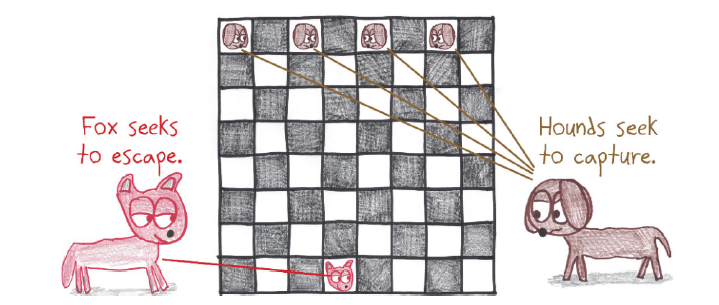 Fox seeks
to escape.
Hounds seek
to capture.